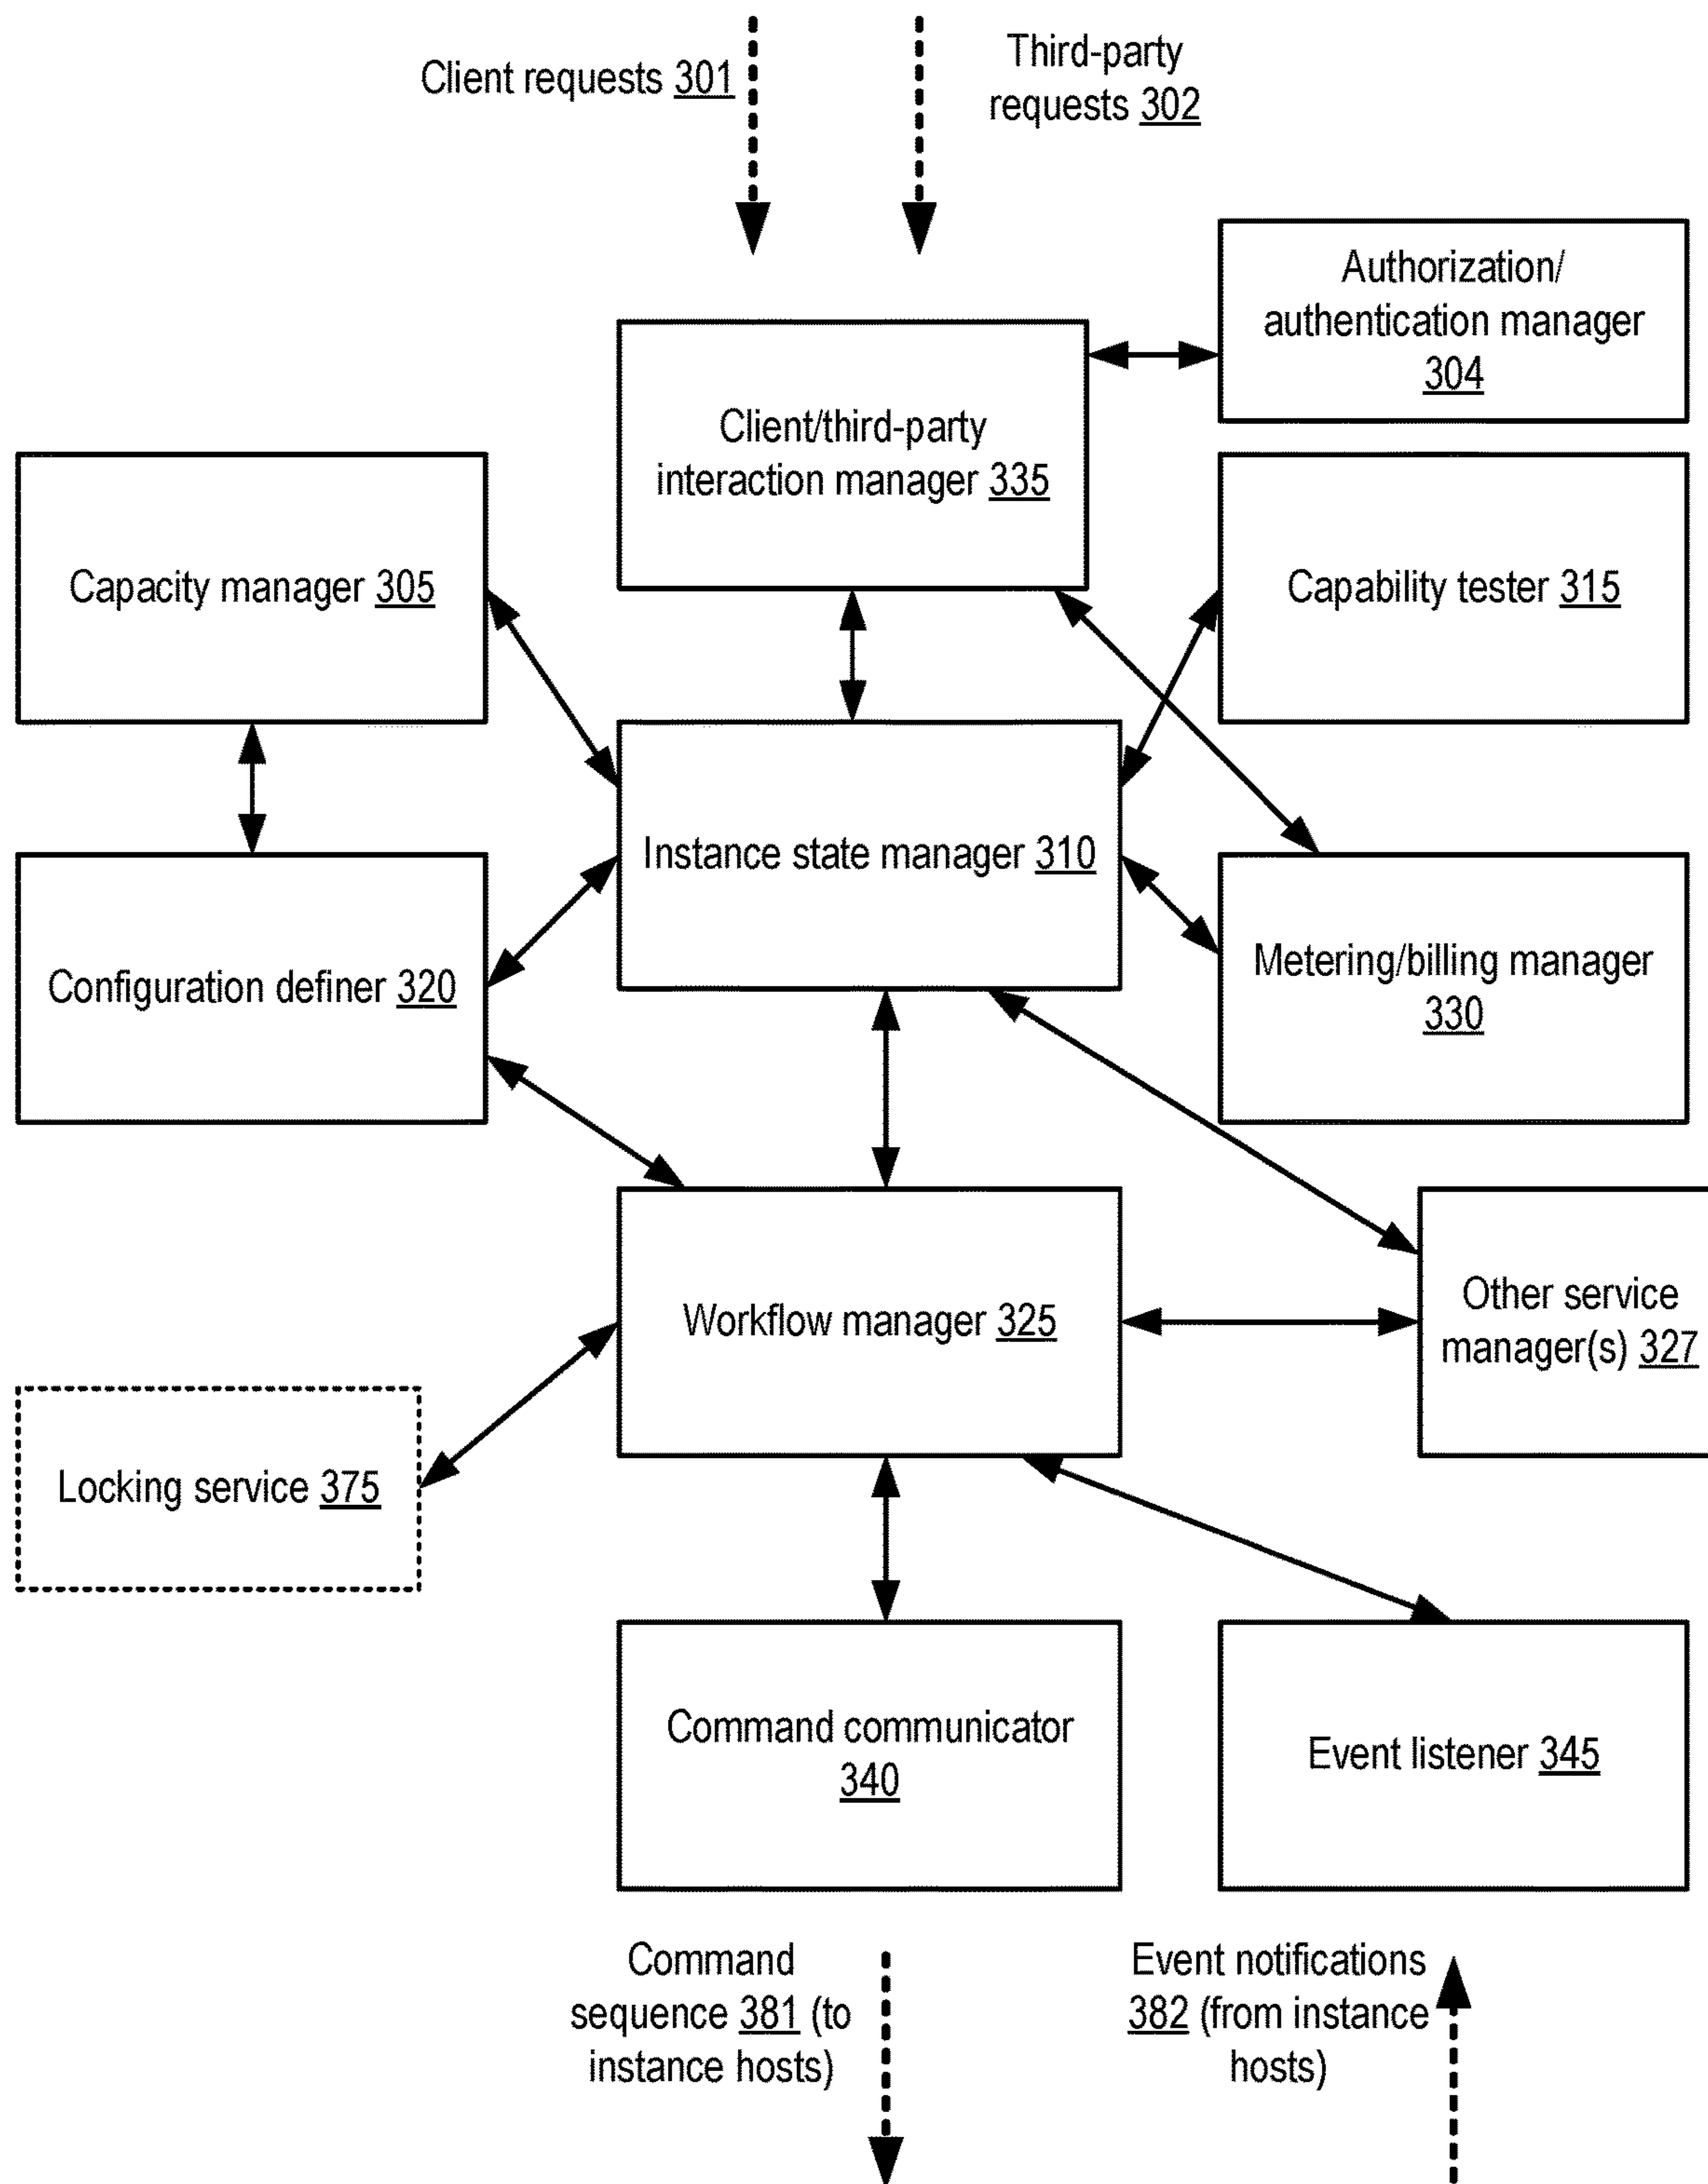 Client requests 301
Third-party
requests 302
Authorization/
authentication manager
304
Client/third-party
interaction manager 335
Capacity manager 305
Capability tester 315
Instance state manager 310
Configuration definer 320
Metering/billing manager
330
Workflow manager 325
Other service
manager(s) 327
Locking service 375
Command communicator
340
Event listener 345
Command
sequence 381 (to
instance hosts)
Event notifications
382 (from instance
hosts)